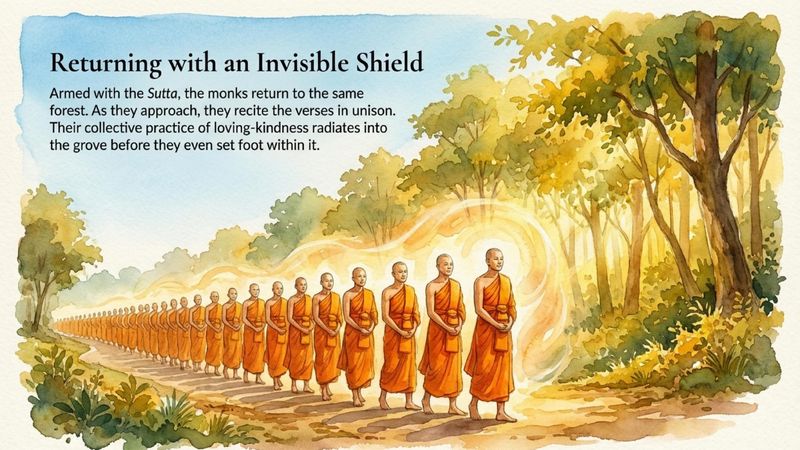 Returning with an Invisible Shield
Armed with the Sutta, the monks return to the same
forest. As they approach, they recite the verses in unison.
Their collective practice of loving-kindness radiates into
the grove before they even set foot within it.